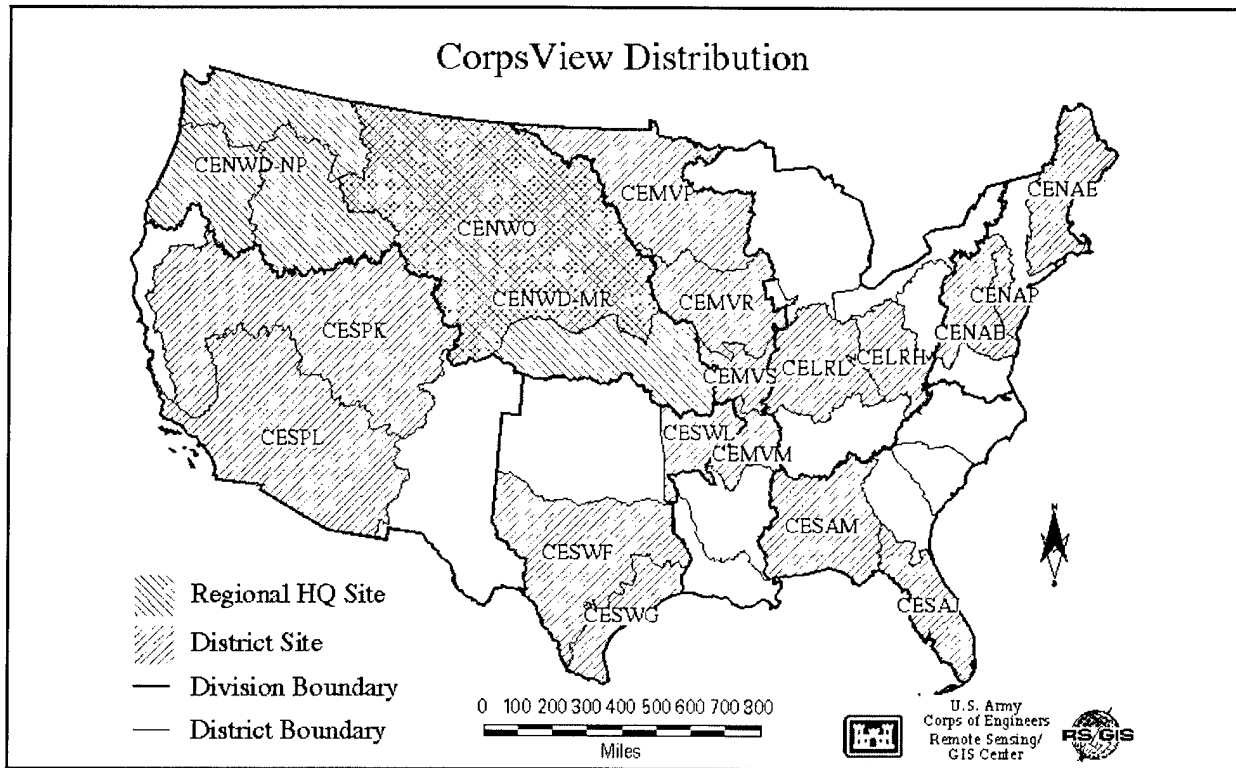 CorpsView Distribution
CENWD-NP
CENWO
CENWD-MR
CEMVP
CEMVR
CEMVS
CENAE
CENAP
CENAB
CELRL
CELRH
CESPK
CESPL
CESWL
CEMVM
CESWF
CESWG
CESAM
CESAJ
N
S
Regional HQ Site
District Site
Division Boundary
District Boundary
0 100 200 300 400 500 600 700 800
Miles
U.S. Army
Corps of Engineers
Remote Sensing/
GIS Center
RS/GIS